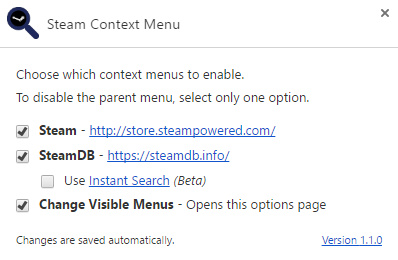 Steam Context Menu
Choose which context menus to enable.
To disable the parent menu, select only one option.
Steam - http://store.steampowered.com/
SteamDB - https://steamdb.info/
Use Instant Search (Beta)
Change Visible Menus - Opens this options page
Changes are saved automatically. Version 1.1.0